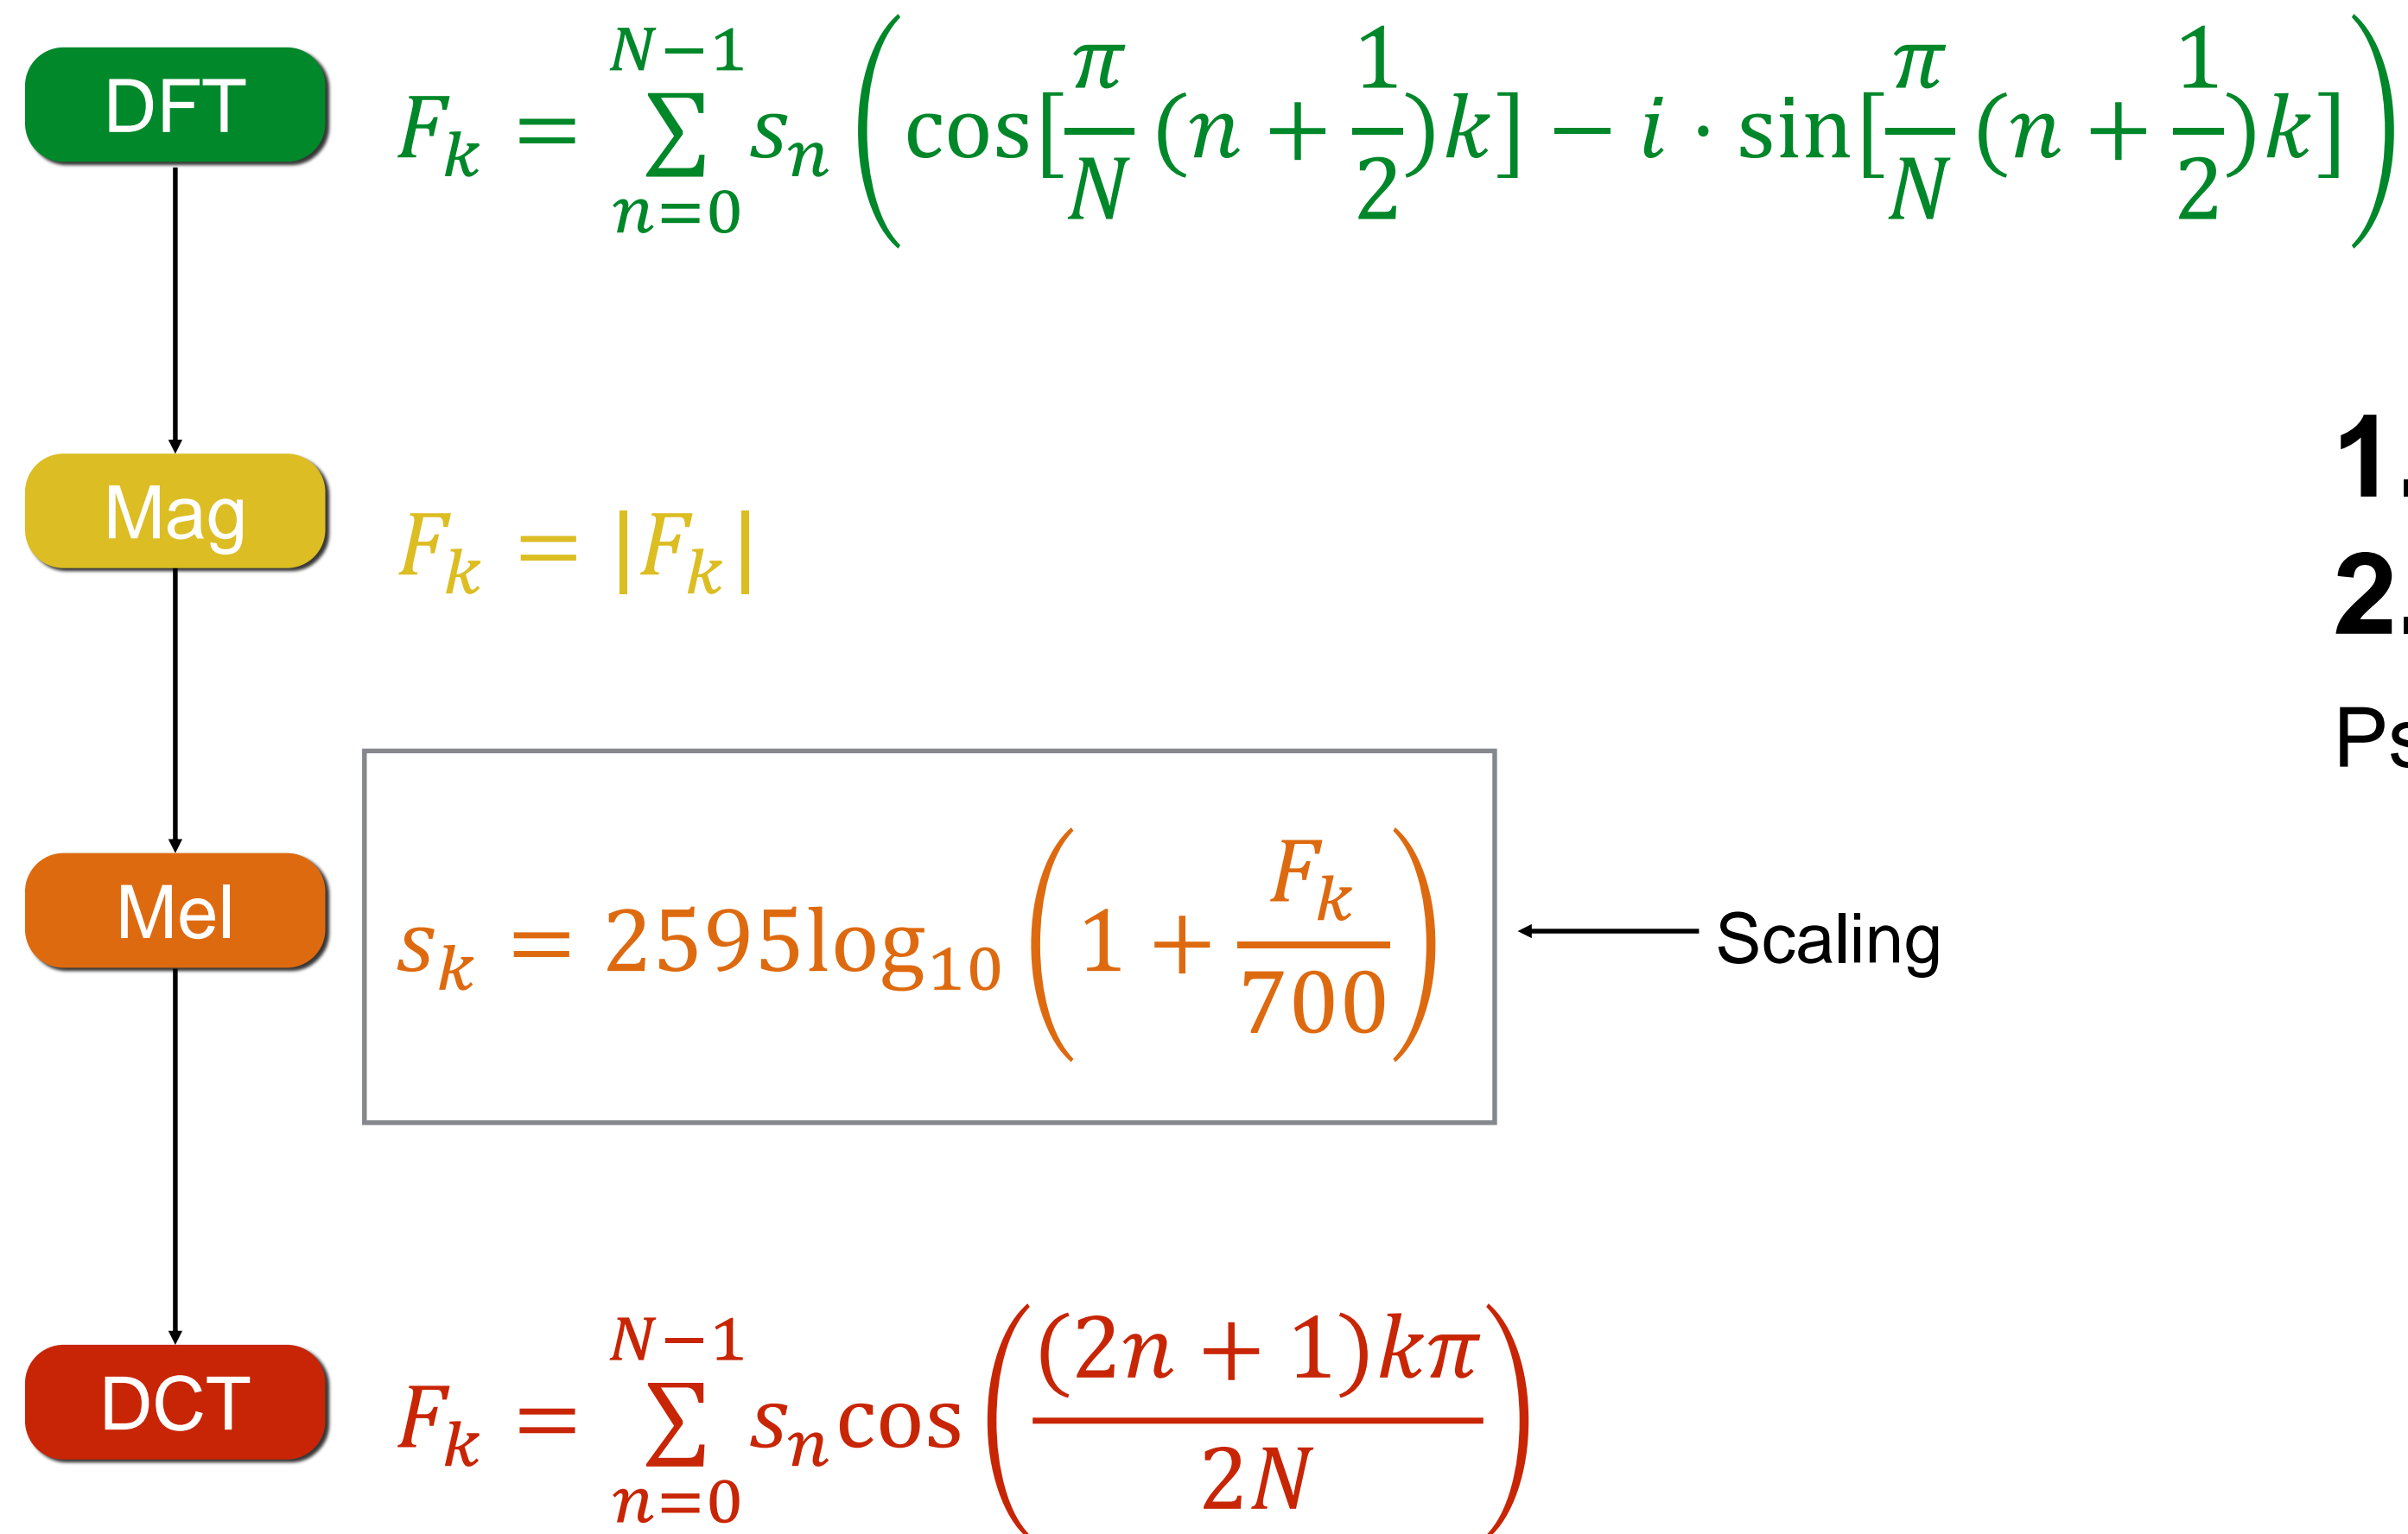 DFT
F_k = \sum_{n=0}^{N-1} s_n \left( \cos[\frac{\pi}{N}(n + \frac{1}{2})k] - i \cdot \sin[\frac{\pi}{N}(n + \frac{1}{2})k] \right)
1.
Mag
F_k = |F_k|
2.
Ps
Mel
s_k = 2595\log_{10} \left( 1 + \frac{F_k}{700} \right)
Scaling
DCT
F_k = \sum_{n=0}^{N-1} s_n \cos \left( \frac{(2n + 1)k\pi}{2N} \right)